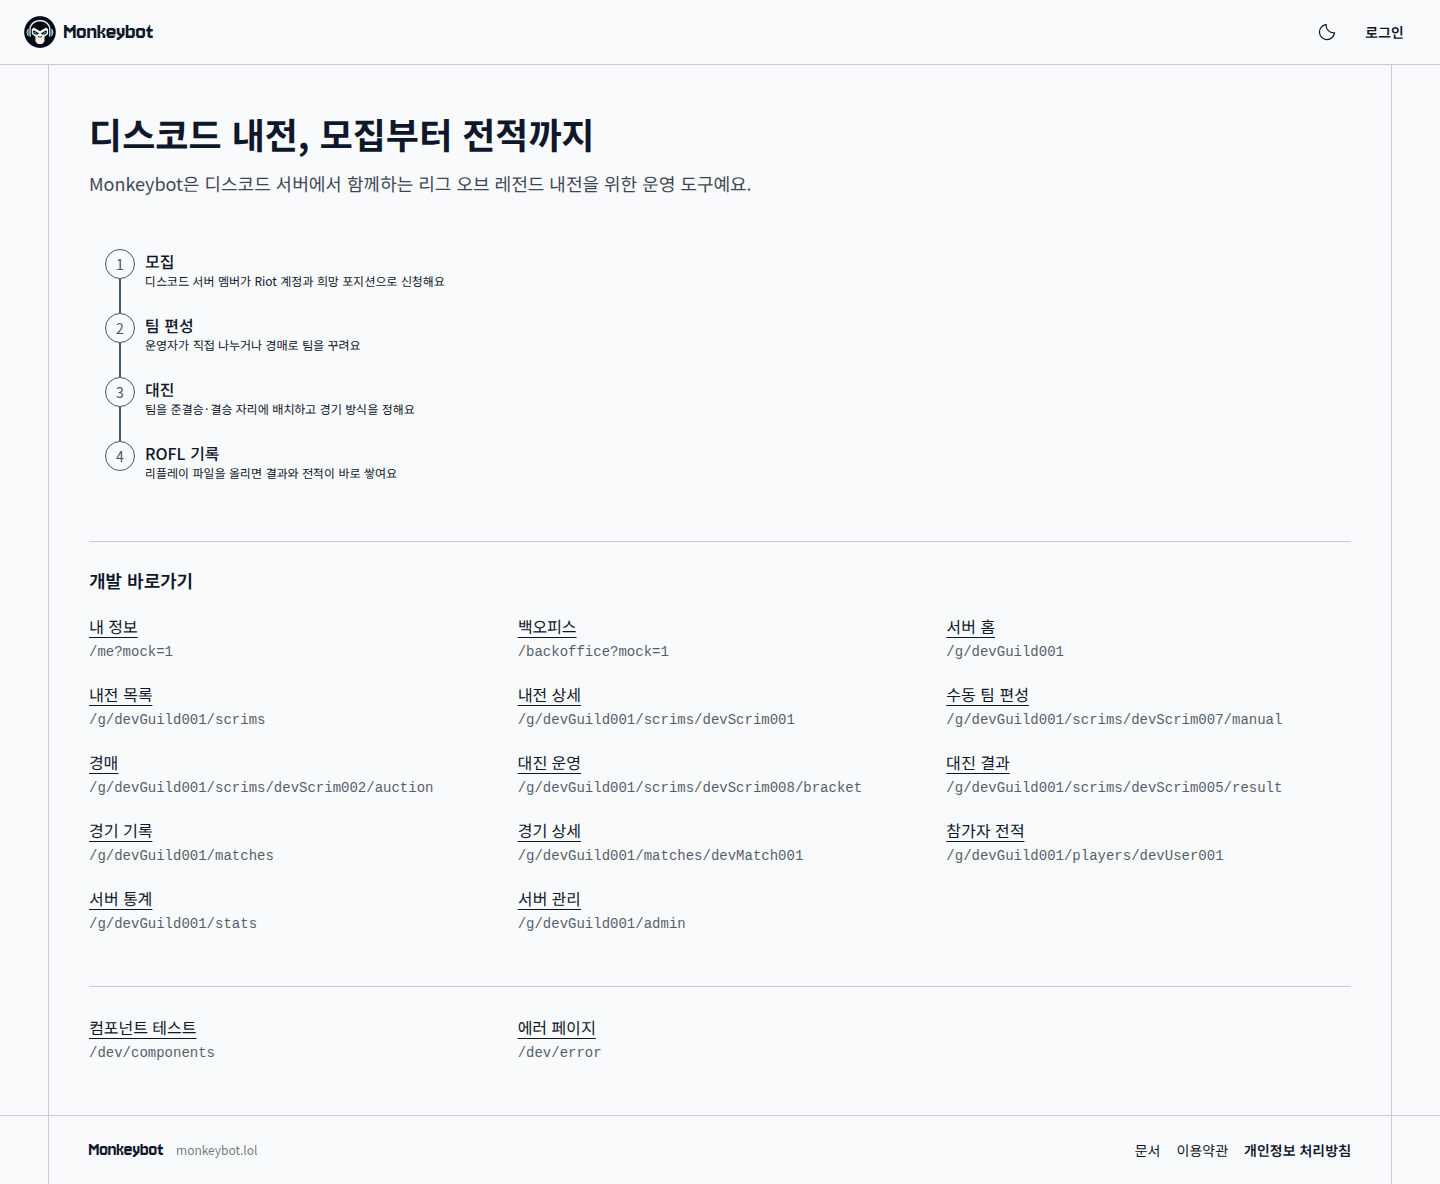 Monkeybot
로그인
디스코드 내전, 모집부터 전적까지
Monkeybot은 디스코드 서버에서 함께하는 리그 오브 레전드 내전을 위한 운영 도구예요.
1 모집
디스코드 서버 멤버가 Riot 계정과 희망 포지션으로 신청해요
2 팀 편성
운영자가 직접 나누거나 경매로 팀을 꾸려요
3 대진
팀을 준결승·결승 자리에 배치하고 경기 방식을 정해요
4 ROFL 기록
리플레이 파일을 올리면 결과와 전적이 바로 쌓여요
개발 바로가기
내 정보
/me?mock=1
백오피스
/backoffice?mock=1
서버 홈
/g/devGuild001
내전 목록
/g/devGuild001/scrims
내전 상세
/g/devGuild001/scrims/devScrim001
수동 팀 편성
/g/devGuild001/scrims/devScrim007/manual
경매
/g/devGuild001/scrims/devScrim002/auction
대진 운영
/g/devGuild001/scrims/devScrim008/bracket
대진 결과
/g/devGuild001/scrims/devScrim005/result
경기 기록
/g/devGuild001/matches
경기 상세
/g/devGuild001/matches/devMatch001
참가자 전적
/g/devGuild001/players/devUser001
서버 통계
/g/devGuild001/stats
서버 관리
/g/devGuild001/admin
컴포넌트 테스트
/dev/components
에러 페이지
/dev/error
Monkeybot monkeybot.lol
문서 이용약관 개인정보 처리방침